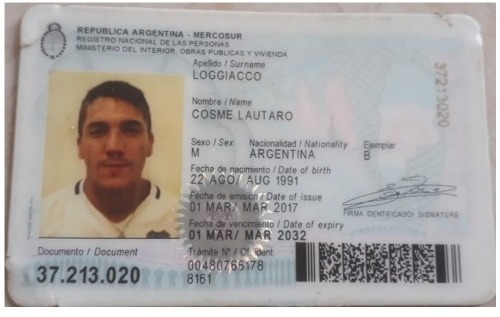 REPUBLICA ARGENTINA - MERCOSUR
REGISTRO NACIONAL DE LAS PERSONAS
MINISTERIO DEL INTERIOR, OBRAS PUBLICAS Y VIVIENDA
Apellido / Surname
LOGGIACCO
Nombre / Name
COSME LAUTARO
Sexo / Sex Nacionalidad / Nationality Ejemplar
M ARGENTINA B
Fecha de nacimiento / Date of birth
22 AGO/ AUG 1991
Fecha de emisión / Date of issue
01 MAR/ MAR 2017
FIRMA IDENTIFICADO/ SIGNATURE
Fecha de vencimiento / Date of expiry
01 MAR/ MAR 2032
Documento / Document
37.213.020
Trámite Nº / Of. ident
00480766178
8161
37213020